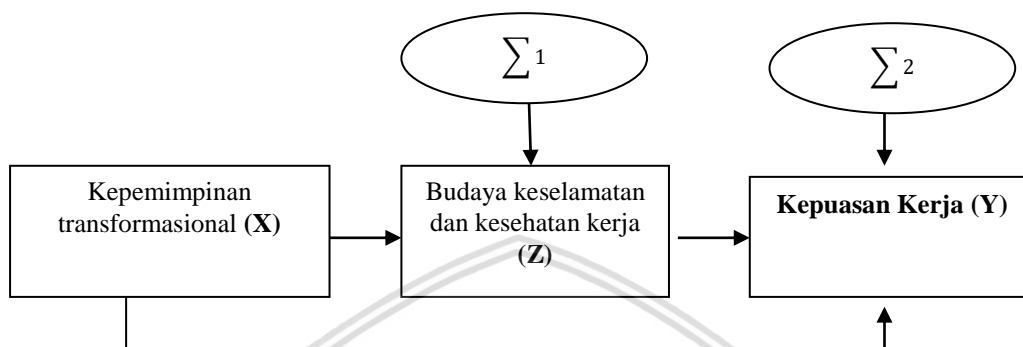 ∑1
∑2
Kepemimpinan
transformasional (X)
Budaya keselamatan
dan kesehatan kerja
(Z)
Kepuasan Kerja (Y)